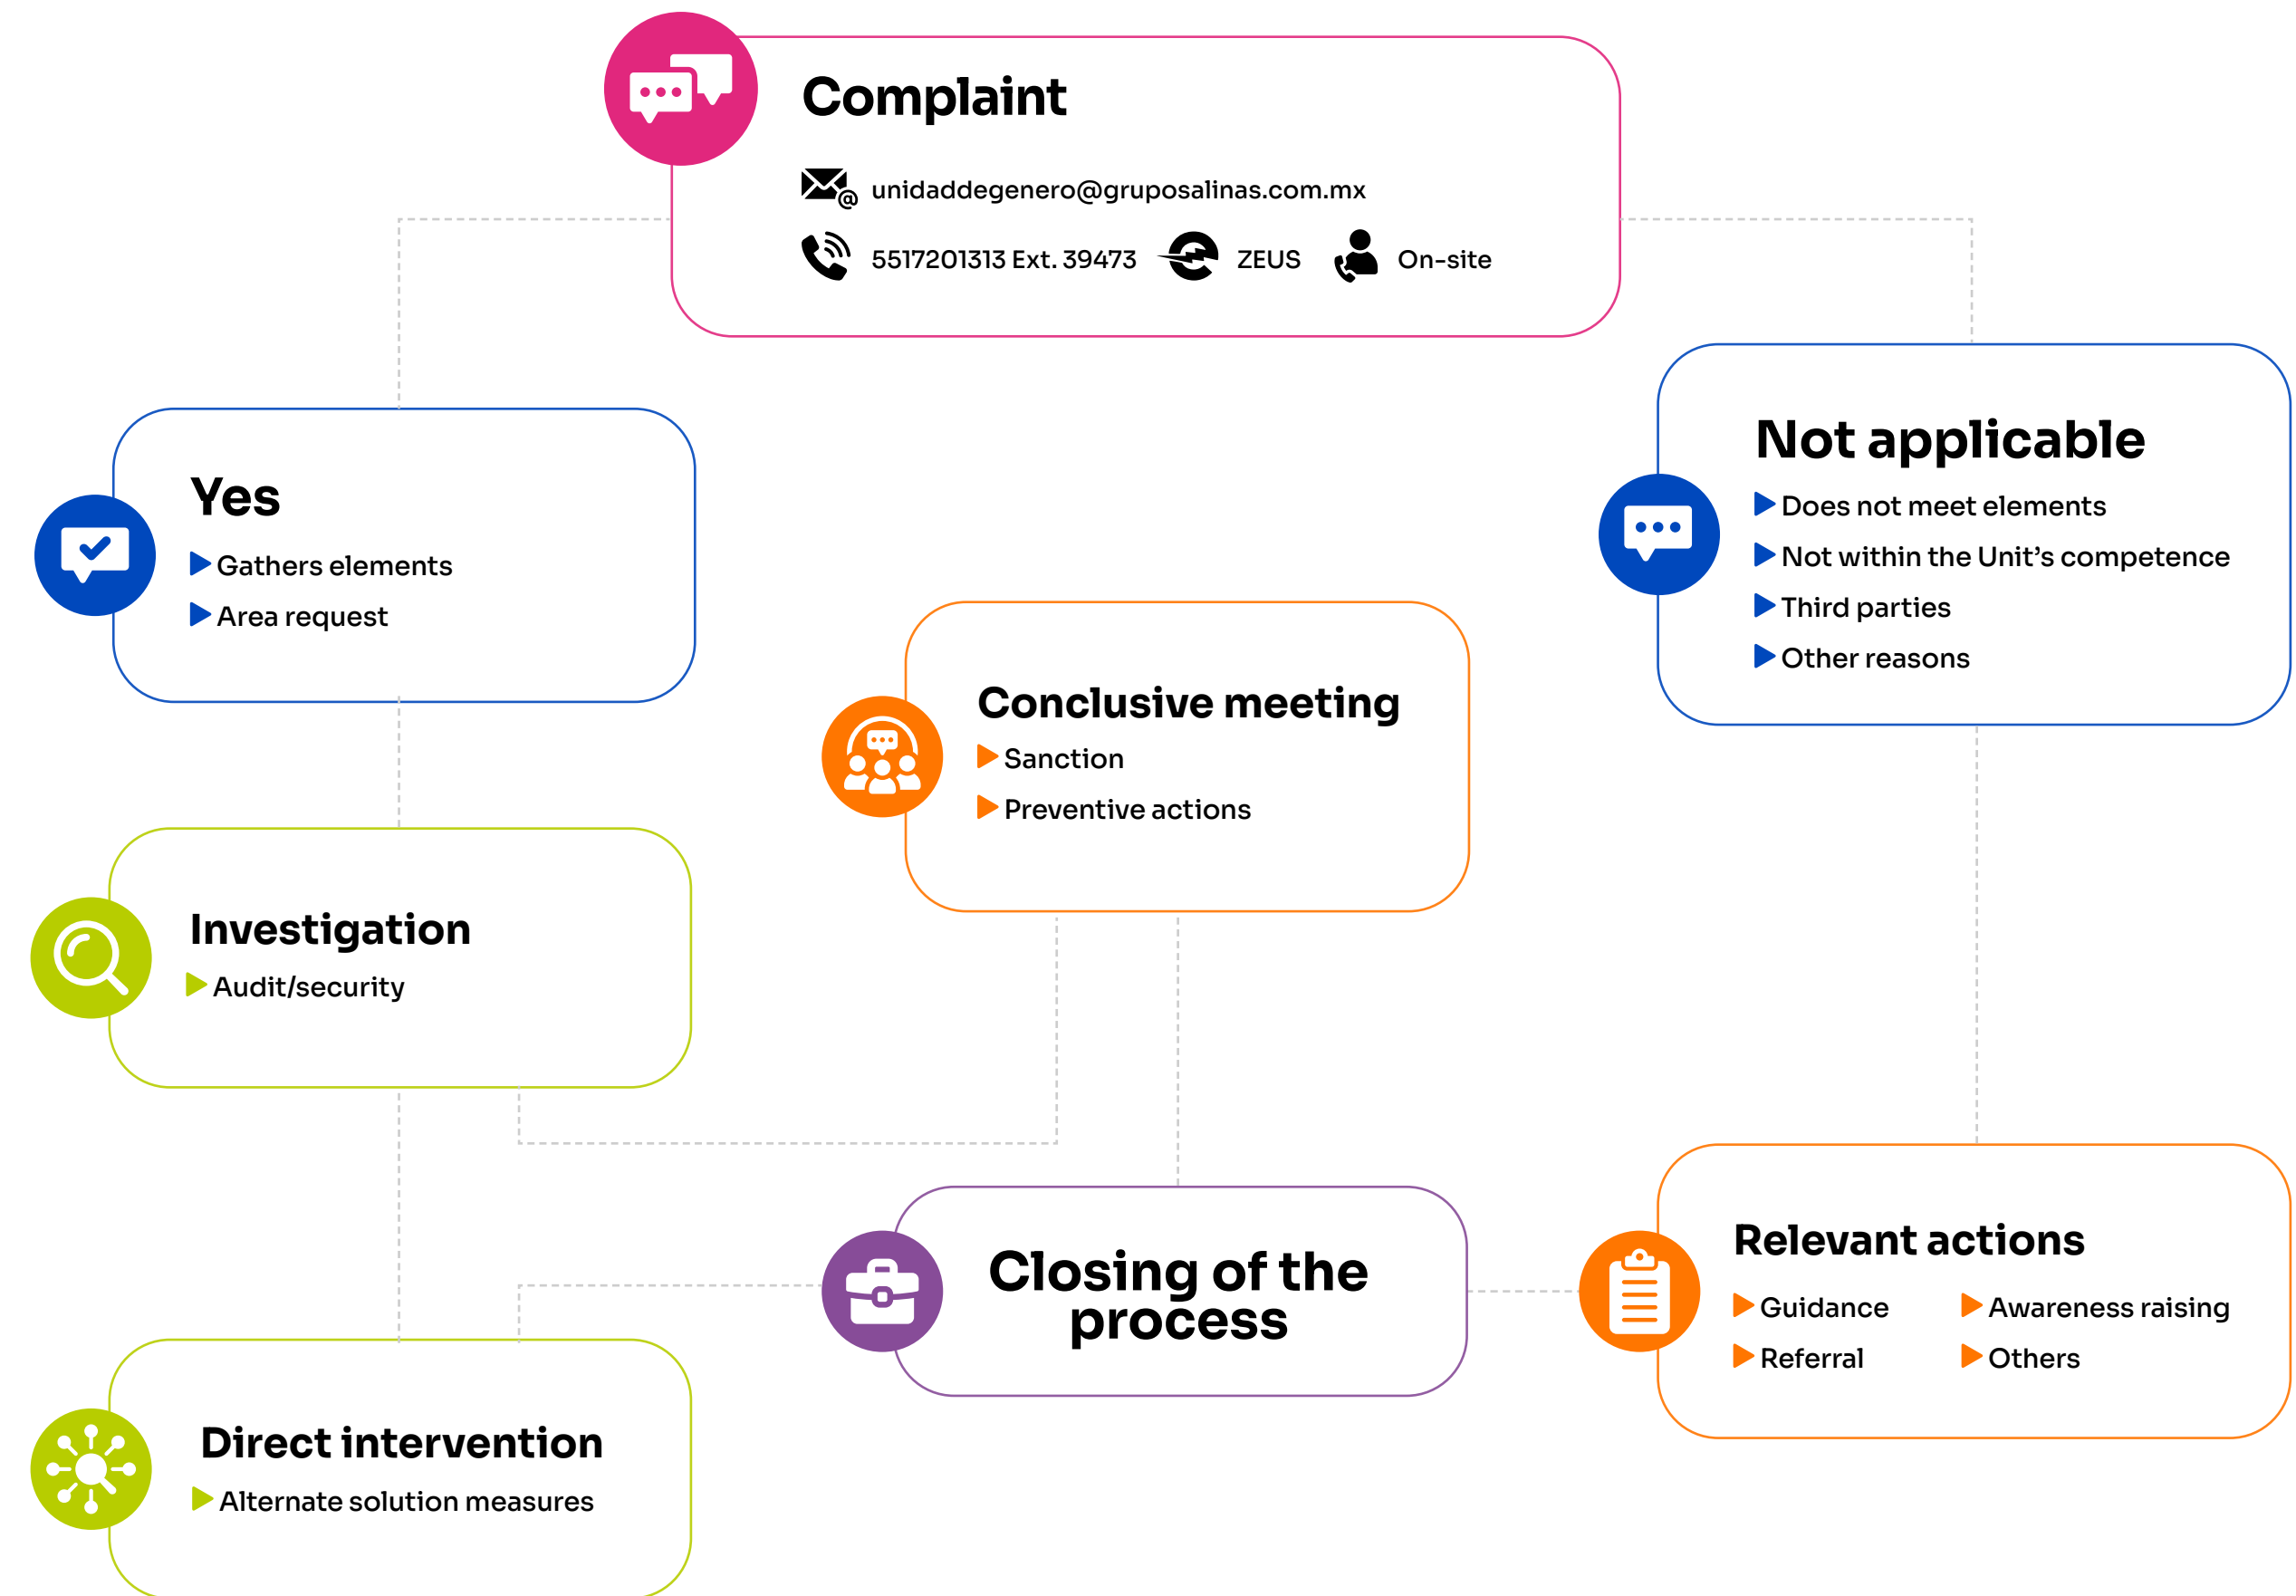 Complaint
unidaddegenero@gruposalinas.com.mx
5517201313 Ext. 39473 ZEUS On-site
Yes
Gathers elements
Area request
Not applicable
Does not meet elements
Not within the Unit's competence
Third parties
Other reasons
Conclusive meeting
Sanction
Preventive actions
Investigation
Audit/security
Closing of the
process
Relevant actions
Guidance
Awareness raising
Referral
Others
Direct intervention
Alternate solution measures